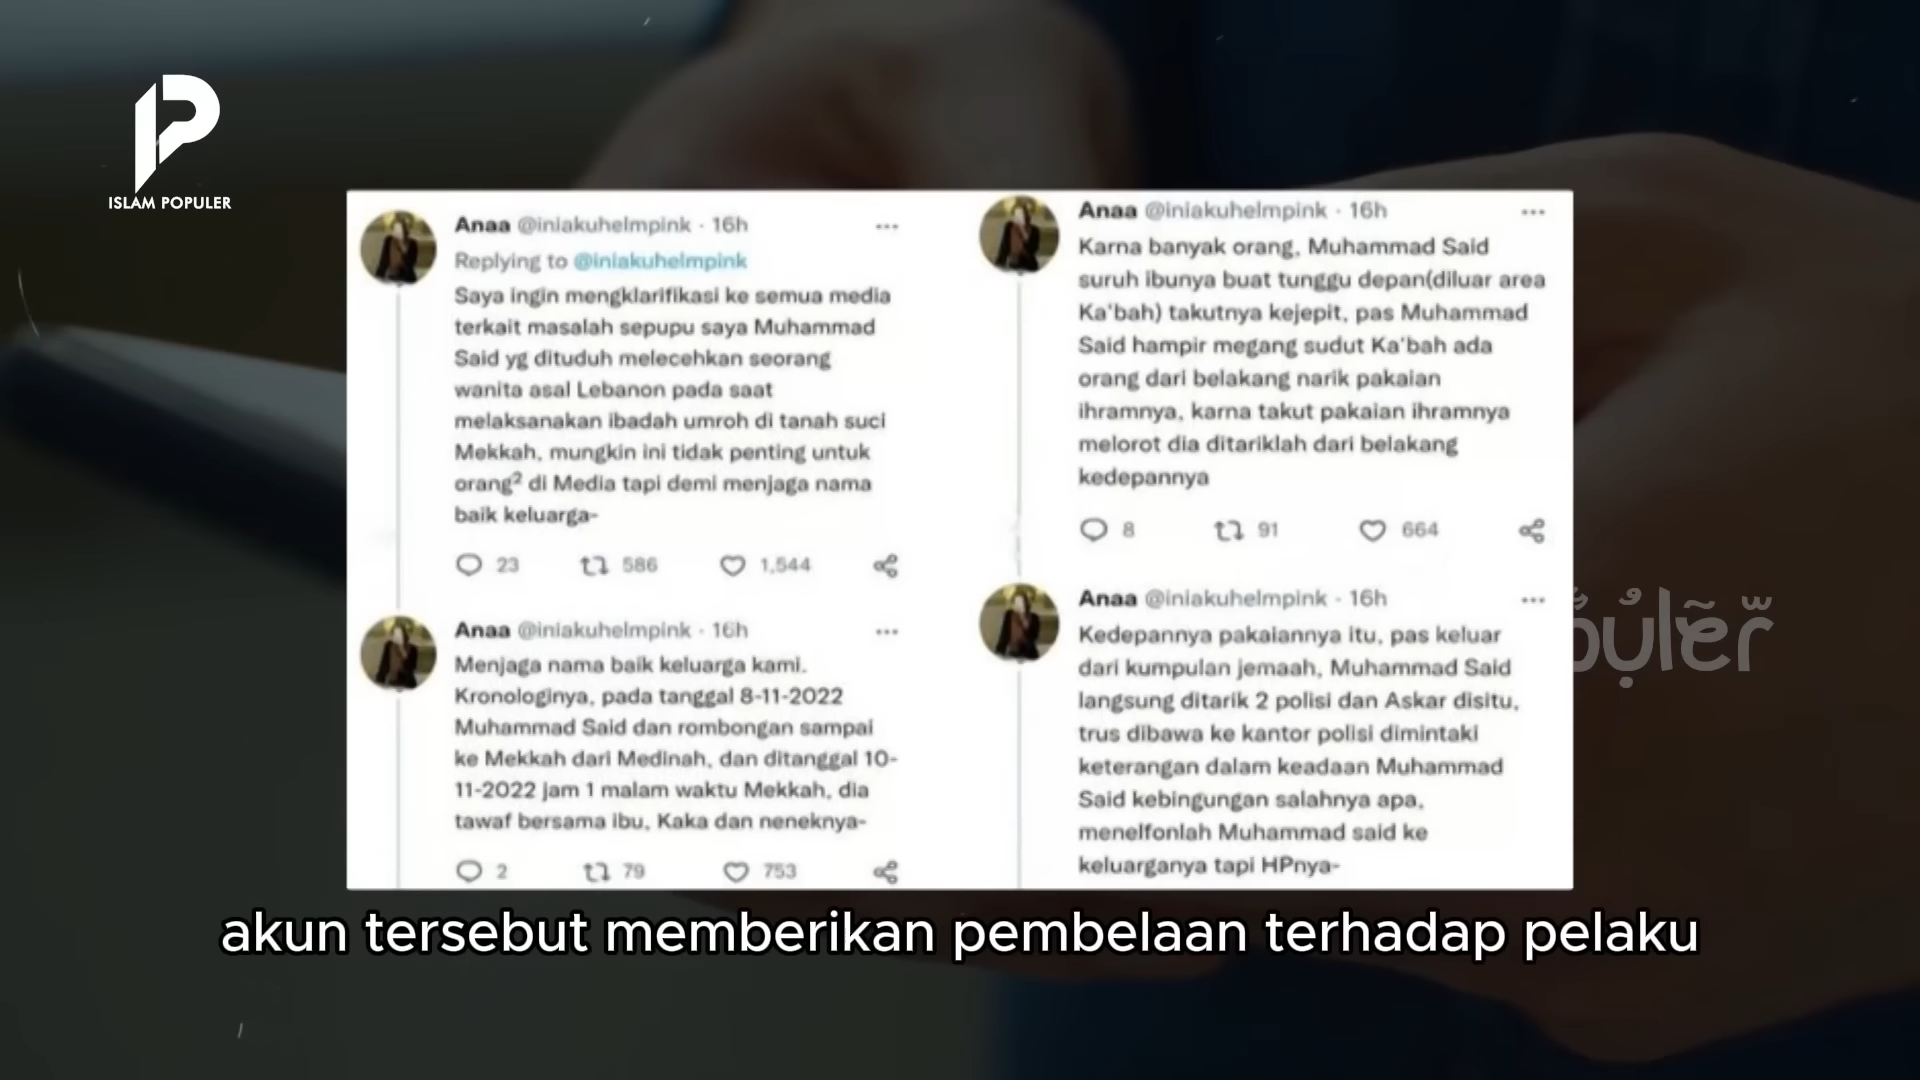 ISLAM POPULER
Anaa @iniakuhelmpink · 16h
Replying to @iniakuhelmpink
Saya ingin mengklarifikasi ke semua media
terkait masalah sepupu saya Muhammad
Said yg dituduh melecehkan seorang
wanita asal Lebanon pada saat
melaksanakan ibadah umroh di tanah suci
Mekkah, mungkin ini tidak penting untuk
orang² di Media tapi demi menjaga nama
baik keluarga-
23 586 1,544
Anaa @iniakuhelmpink · 16h
Menjaga nama baik keluarga kami.
Kronologinya, pada tanggal 8-11-2022
Muhammad Said dan rombongan sampai
ke Mekkah dari Medinah, dan ditanggal 10-
11-2022 jam 1 malam waktu Mekkah, dia
tawaf bersama ibu, Kaka dan neneknya-
2 79 753
Anaa @iniakuhelmpink · 16h
Karna banyak orang, Muhammad Said
suruh ibunya buat tunggu depan(diluar area
Ka'bah) takutnya kejepit, pas Muhammad
Said hampir megang sudut Ka'bah ada
orang dari belakang narik pakaian
ihramnya, karna takut pakaian ihramnya
melorot dia ditariklah dari belakang
kedepannya
8 91 664
Anaa @iniakuhelmpink · 16h
Kedepannya pakaiannya itu, pas keluar
dari kumpulan jemaah, Muhammad Said
langsung ditarik 2 polisi dan Askar disitu,
trus dibawa ke kantor polisi dimintaki
keterangan dalam keadaan Muhammad
Said kebingungan salahnya apa,
menelfonlah Muhammad said ke
keluarganya tapi HPnya-
akun tersebut memberikan pembelaan terhadap pelaku